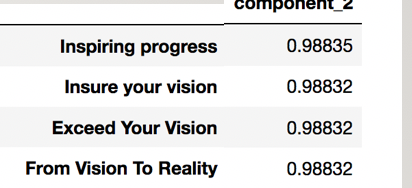 component_2
Inspiring progress 0.98835
Insure your vision 0.98832
Exceed Your Vision 0.98832
From Vision To Reality 0.98832